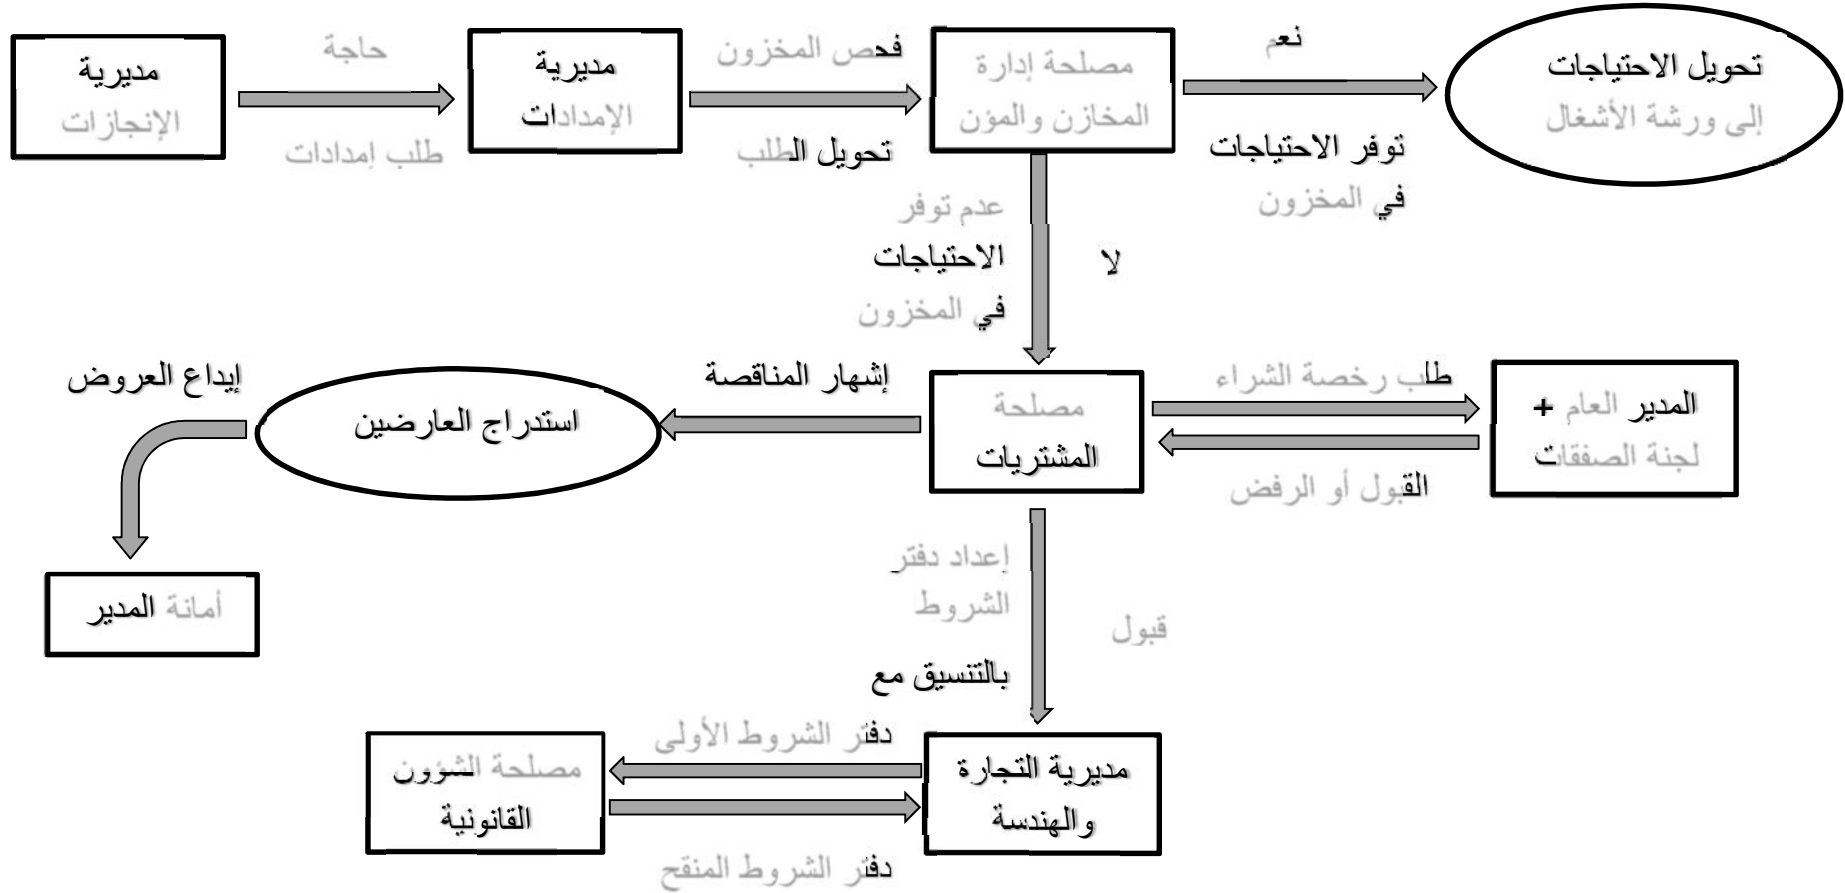 مديرية
الإنجازات
حاجة
طلب إمدادات
مديرية
الإمدادات
فحص المخزون
تحويل الطلب
مصلحة إدارة
المخازن والمؤن
نعم
توفر الاحتياجات
في المخزون
تحويل الاحتياجات
إلى ورشة الأشغال
عدم توفر
الاحتياجات
في المخزون
لا
مصلحة
المشتريات
طلب رخصة الشراء
القبول أو الرفض
المدير العام +
لجنة الصفقات
إشهار المناقصة
استدراج العارضين
إيداع العروض
أمانة المدير
إعداد دفتر
الشروط
بالتنسيق مع
قبول
مديرية التجارة
والهندسة
دفتر الشروط الأولى
دفتر الشروط المنقح
مصلحة الشؤون
القانونية